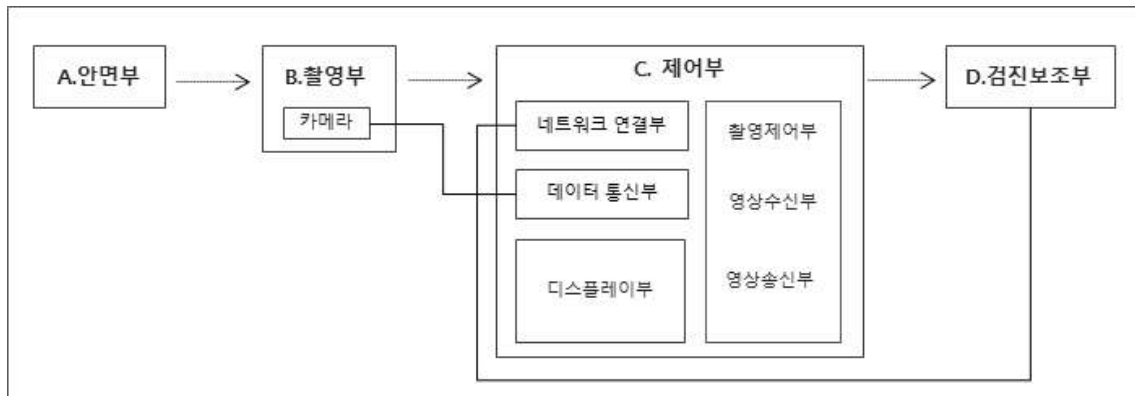 A.안면부
B.촬영부
카메라
C. 제어부
네트워크 연결부
데이터 통신부
디스플레이부
촬영제어부
영상수신부
영상송신부
D.검진보조부